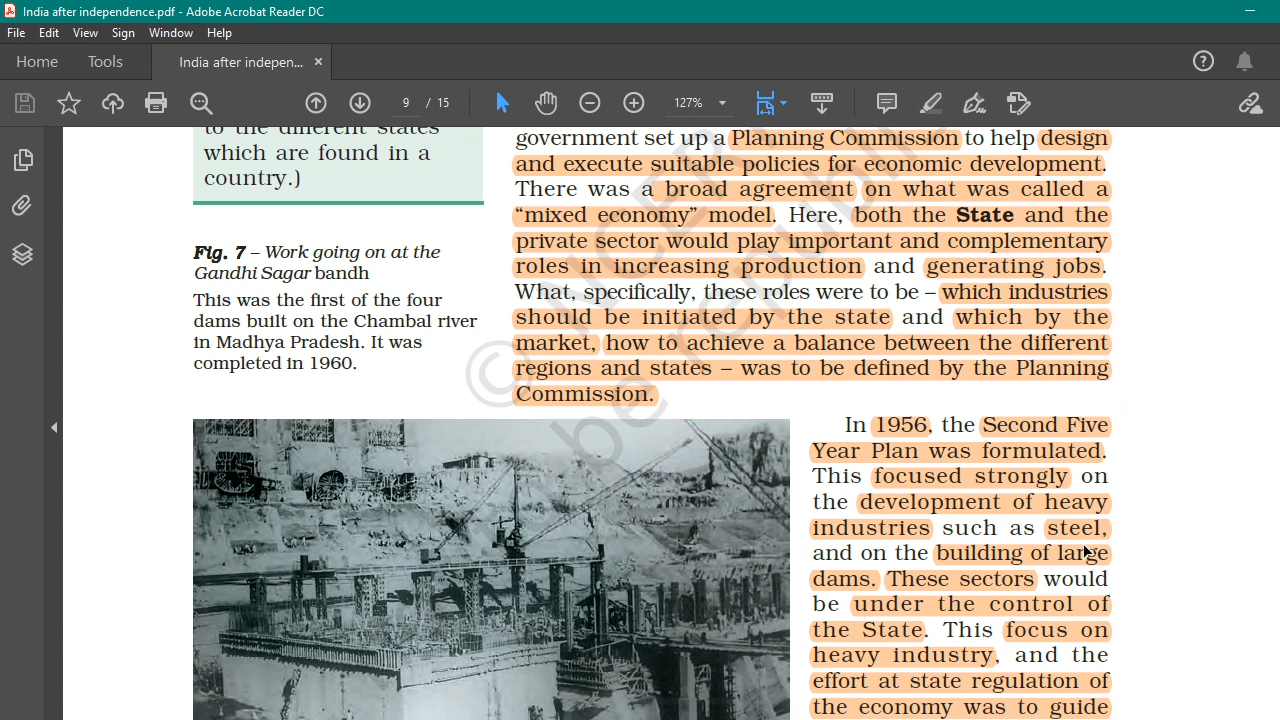 India after independence.pdf - Adobe Acrobat Reader DC
File Edit View Sign Window Help
Home Tools India after indepen... ×
9 / 15 127%
to the different states
which are found in a
country.)
Fig. 7 – Work going on at the
Gandhi Sagar bandh
This was the first of the four
dams built on the Chambal river
in Madhya Pradesh. It was
completed in 1960.
government set up a Planning Commission to help design
and execute suitable policies for economic development.
There was a broad agreement on what was called a
“mixed economy” model. Here, both the State and the
private sector would play important and complementary
roles in increasing production and generating jobs.
What, specifically, these roles were to be – which industries
should be initiated by the state and which by the
market, how to achieve a balance between the different
regions and states – was to be defined by the Planning
Commission.
In 1956, the Second Five
Year Plan was formulated.
This focused strongly on
the development of heavy
industries such as steel,
and on the building of large
dams. These sectors would
be under the control of
the State. This focus on
heavy industry, and the
effort at state regulation of
the economy was to guide
© NCER
be republi